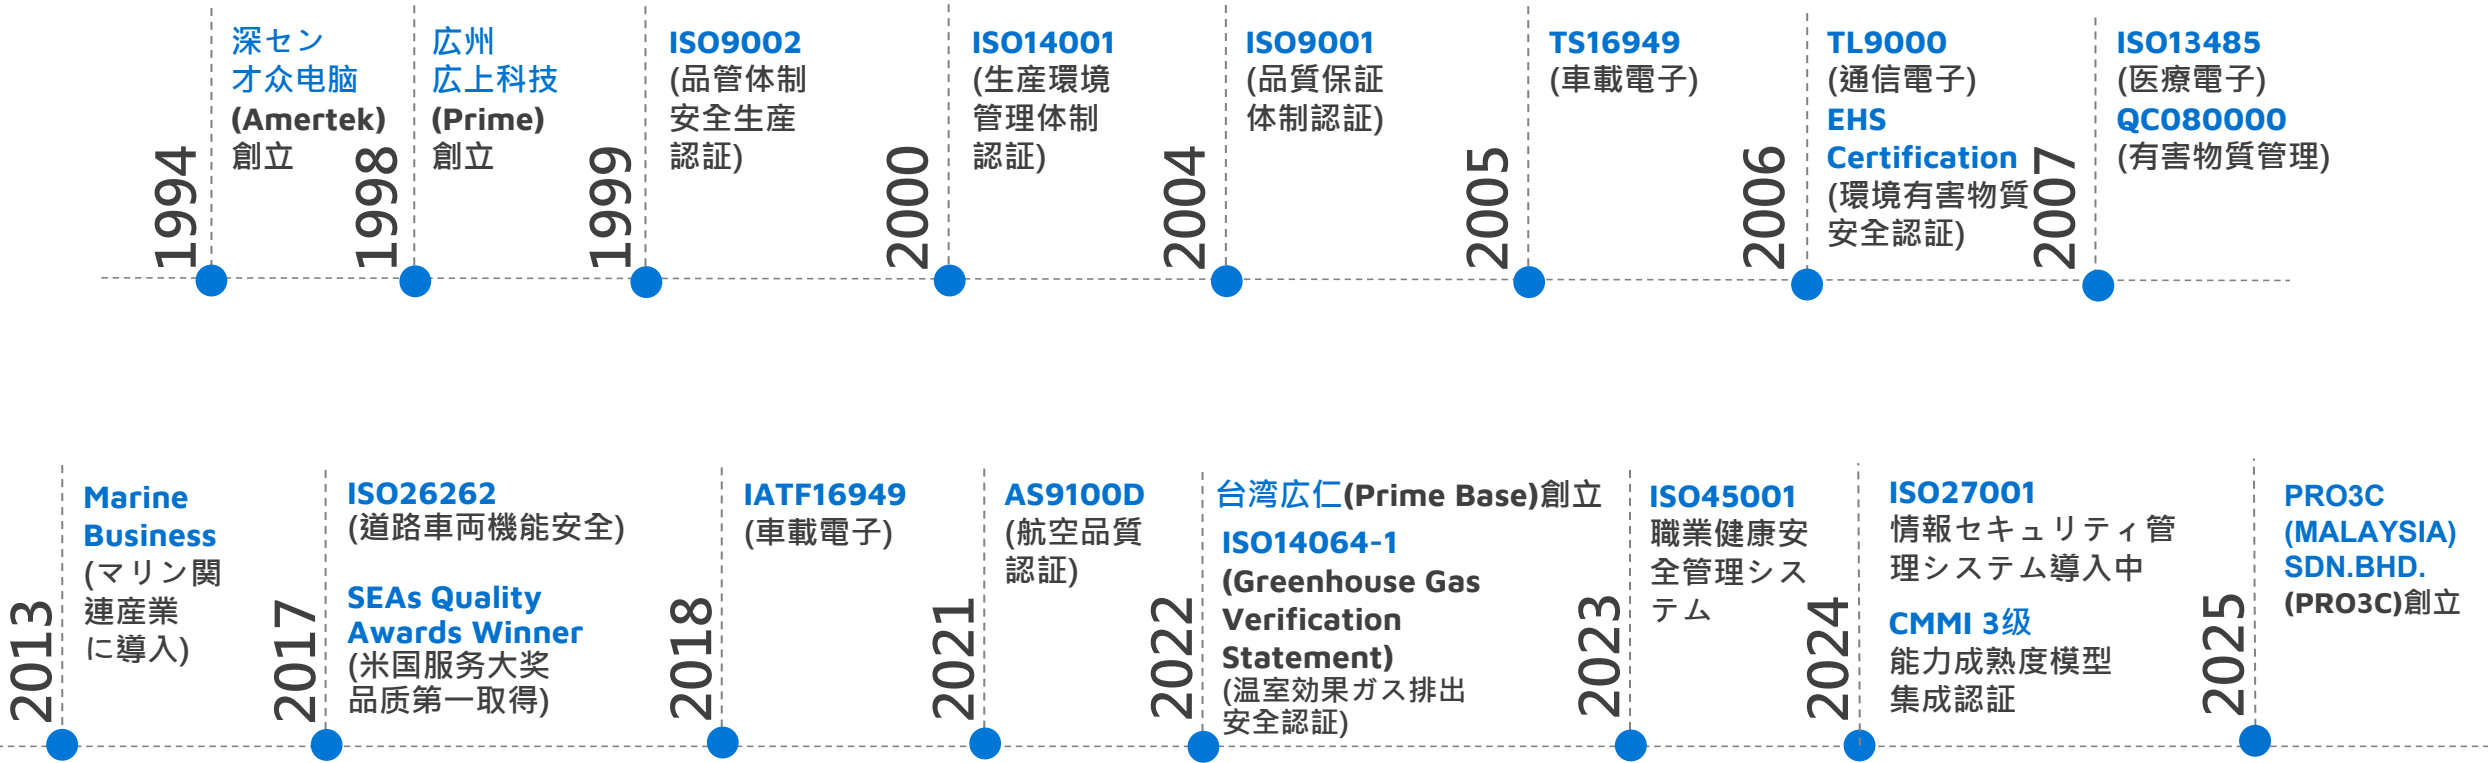 1994
深セン
才众电脑
(Amertek)
創立
1998
広州
広上科技
(Prime)
創立
1999
ISO9002
(品管体制
安全生産
認証)
2000
ISO14001
(生産環境
管理体制
認証)
2004
ISO9001
(品質保証
体制認証)
2005
TS16949
(車載電子)
2006
TL9000
(通信電子)
EHS
Certification
(環境有害物質
安全認証)
2007
ISO13485
(医療電子)
QC080000
(有害物質管理)
2013
Marine
Business
(マリン関
連産業
に導入)
2017
ISO26262
(道路車両機能安全)
SEAs Quality
Awards Winner
(米国服务大奖
品质第一取得)
2018
IATF16949
(車載電子)
2021
AS9100D
(航空品質
認証)
2022
台湾広仁(Prime Base)創立
ISO14064-1
(Greenhouse Gas
Verification
Statement)
(温室効果ガス排出
安全認証)
2023
ISO45001
職業健康安
全管理シス
テム
2024
ISO27001
情報セキュリティ管
理システム導入中
CMMI 3级
能力成熟度模型
集成認証
2025
PRO3C
(MALAYSIA)
SDN.BHD.
(PRO3C)創立